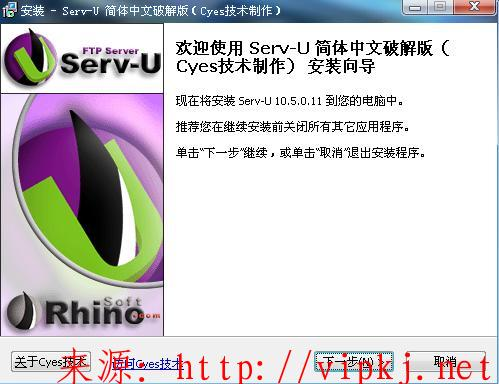 安装 - Serv-U 简体中文破解版（Cyes技术制作）
FTP Server
Serv-U
欢迎使用 Serv-U 简体中文破解版（
Cyes技术制作） 安装向导
现在将安装 Serv-U 10.5.0.11 到您的电脑中。
推荐您在继续安装前关闭所有其它应用程序。
单击“下一步”继续，或单击“取消”退出安装程序。
RhinoSoft.com
关于Cyes技术
访问Cyes技术
下一步(N)
取消
来源：http://vipkj.net